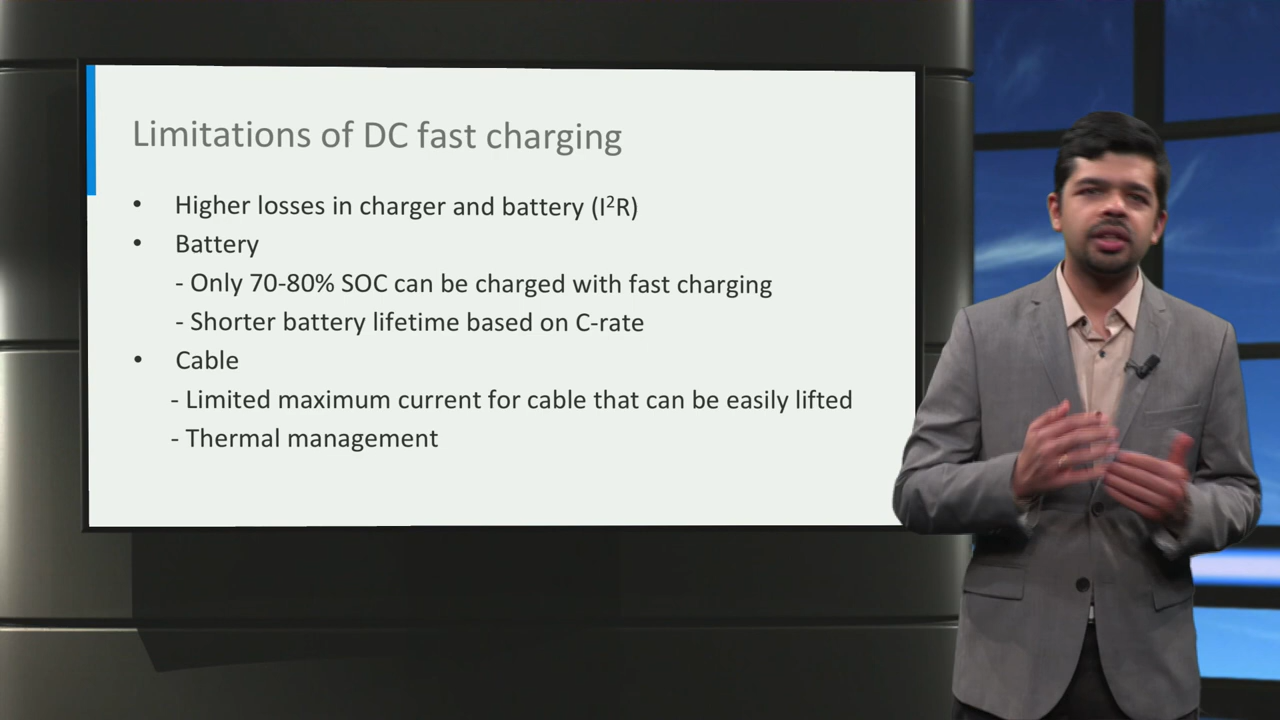 Limitations of DC fast charging
• Higher losses in charger and battery (I²R)
• Battery
- Only 70-80% SOC can be charged with fast charging
- Shorter battery lifetime based on C-rate
• Cable
- Limited maximum current for cable that can be easily lifted
- Thermal management